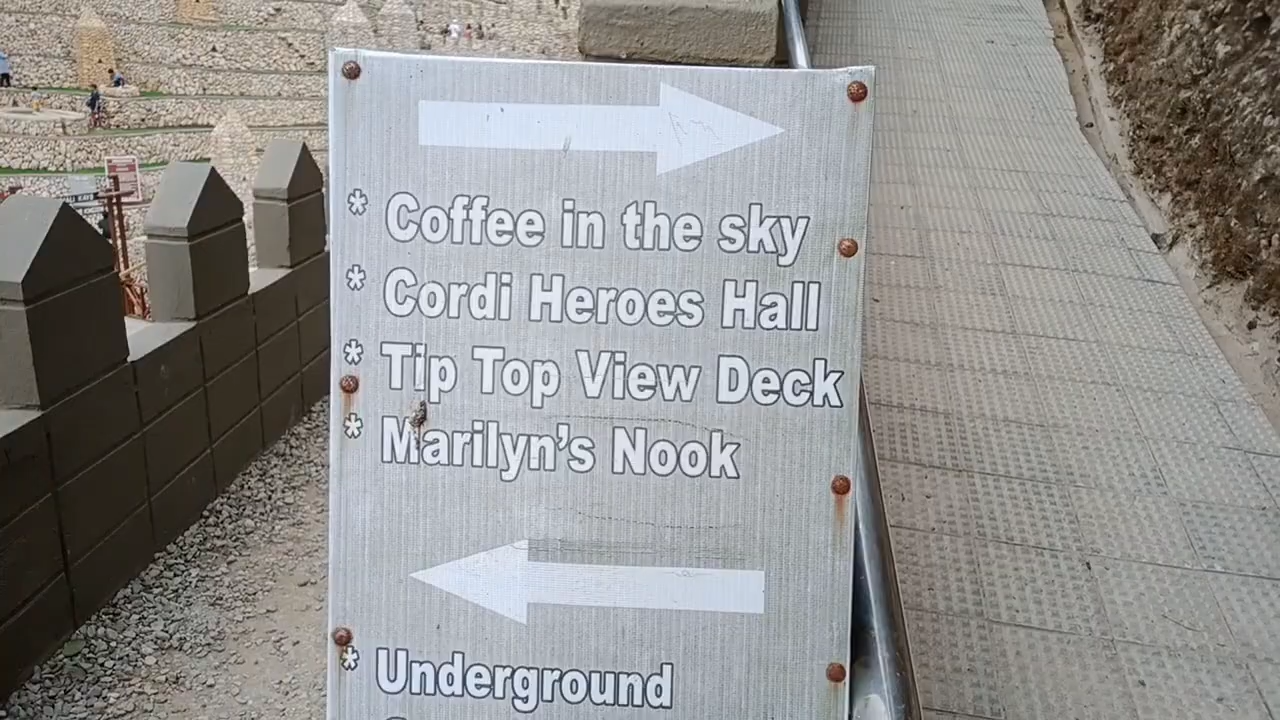 * Coffee in the sky
* Cordi Heroes Hall
* Tip Top View Deck
* Marilyn's Nook
* Underground